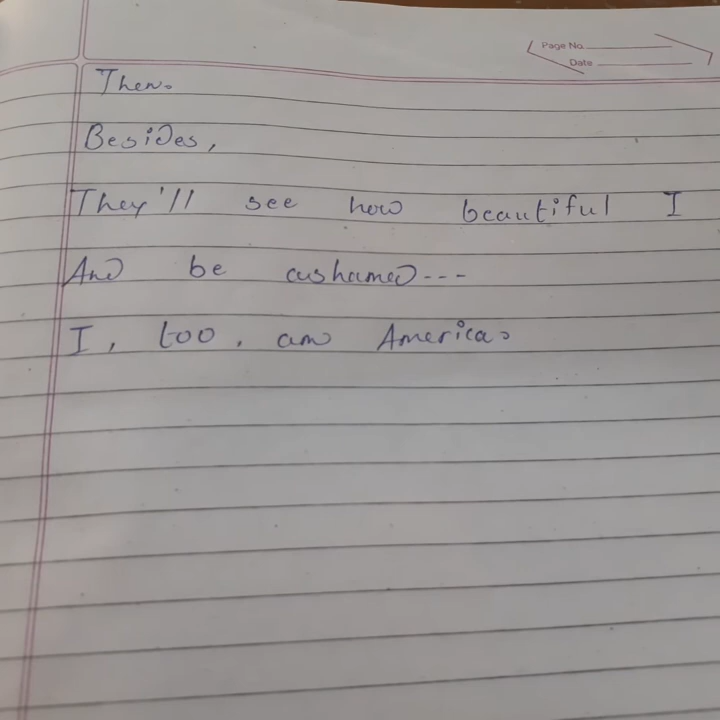 Page No.
Date
Then.
Besides,
They'll see how beautiful I
And be ashamed---
I, too, am America.